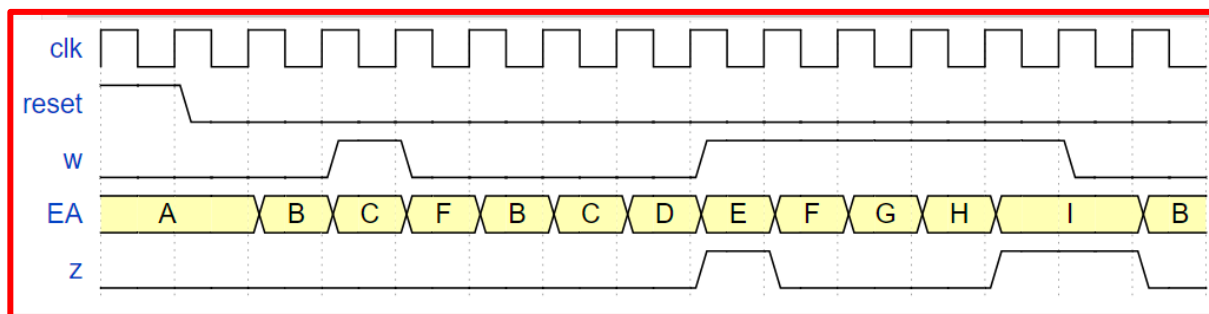 clk
reset
w
EA A B C F B C D E F G H I B
z